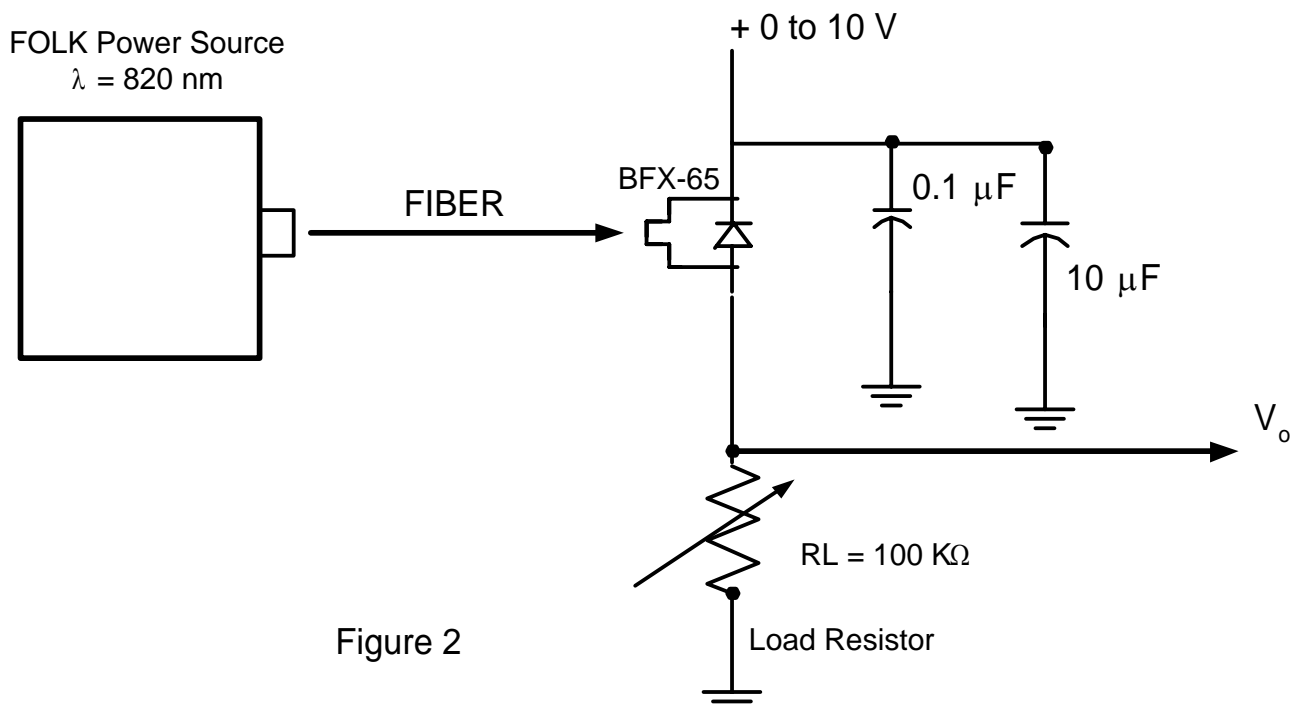 + 0 to 10 V
FOLK Power Source
λ = 820 nm
BFX-65
FIBER
0.1 μF
10 μF
Vo
RL = 100 KΩ
Figure 2
Load Resistor